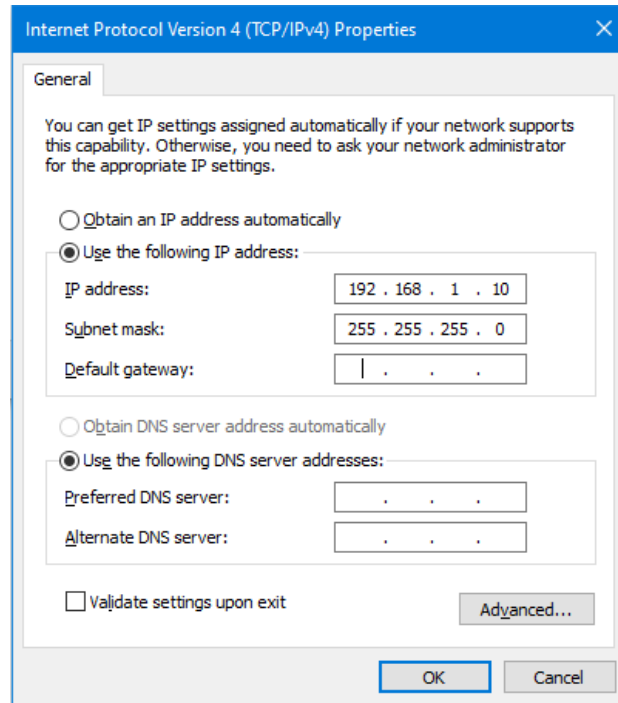 Internet Protocol Version 4 (TCP/IPv4) Properties
General
You can get IP settings assigned automatically if your network supports
this capability. Otherwise, you need to ask your network administrator
for the appropriate IP settings.
Obtain an IP address automatically
Use the following IP address:
IP address: 192 . 168 . 1 . 10
Subnet mask: 255 . 255 . 255 . 0
Default gateway: . . .
Obtain DNS server address automatically
Use the following DNS server addresses:
Preferred DNS server: . . .
Alternate DNS server: . . .
Validate settings upon exit
Advanced...
OK Cancel